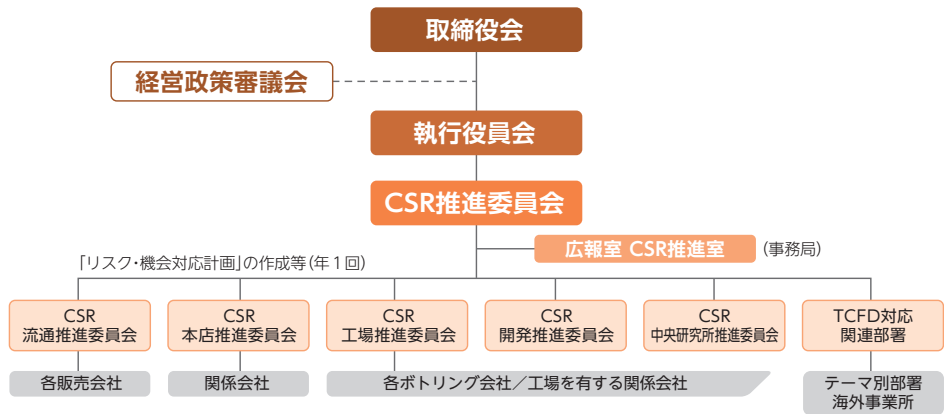 取締役会
経営政策審議会
執行役員会
CSR推進委員会
広報室 CSR推進室
(事務局)
「リスク・機会対応計画」の作成等(年1回)
CSR
流通推進委員会
CSR
本店推進委員会
CSR
工場推進委員会
CSR
開発推進委員会
CSR
中央研究所推進委員会
TCFD対応
関連部署
各販売会社
関係会社
各ボトリング会社／工場を有する関係会社
テーマ別部署
海外事業所